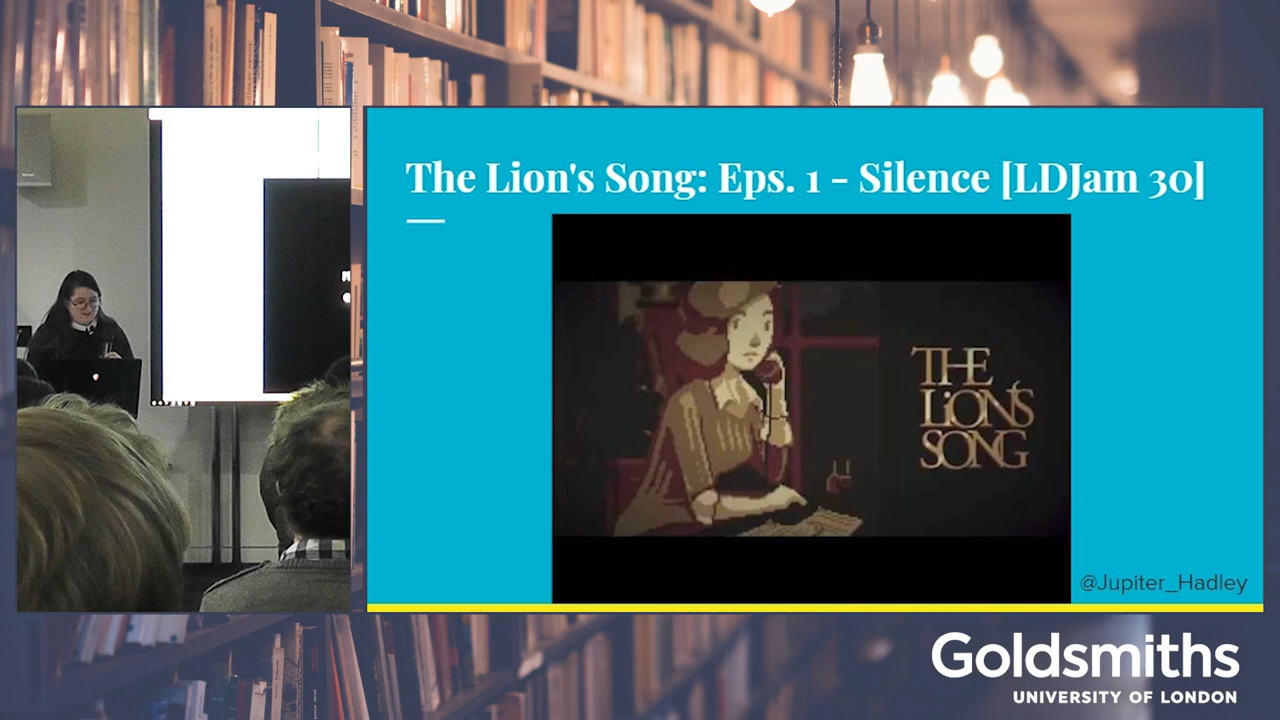 The Lion's Song: Eps. 1 - Silence [LDJam 30]
THE
LiON'S
SONG
@Jupiter_Hadley
Goldsmiths
UNIVERSITY OF LONDON